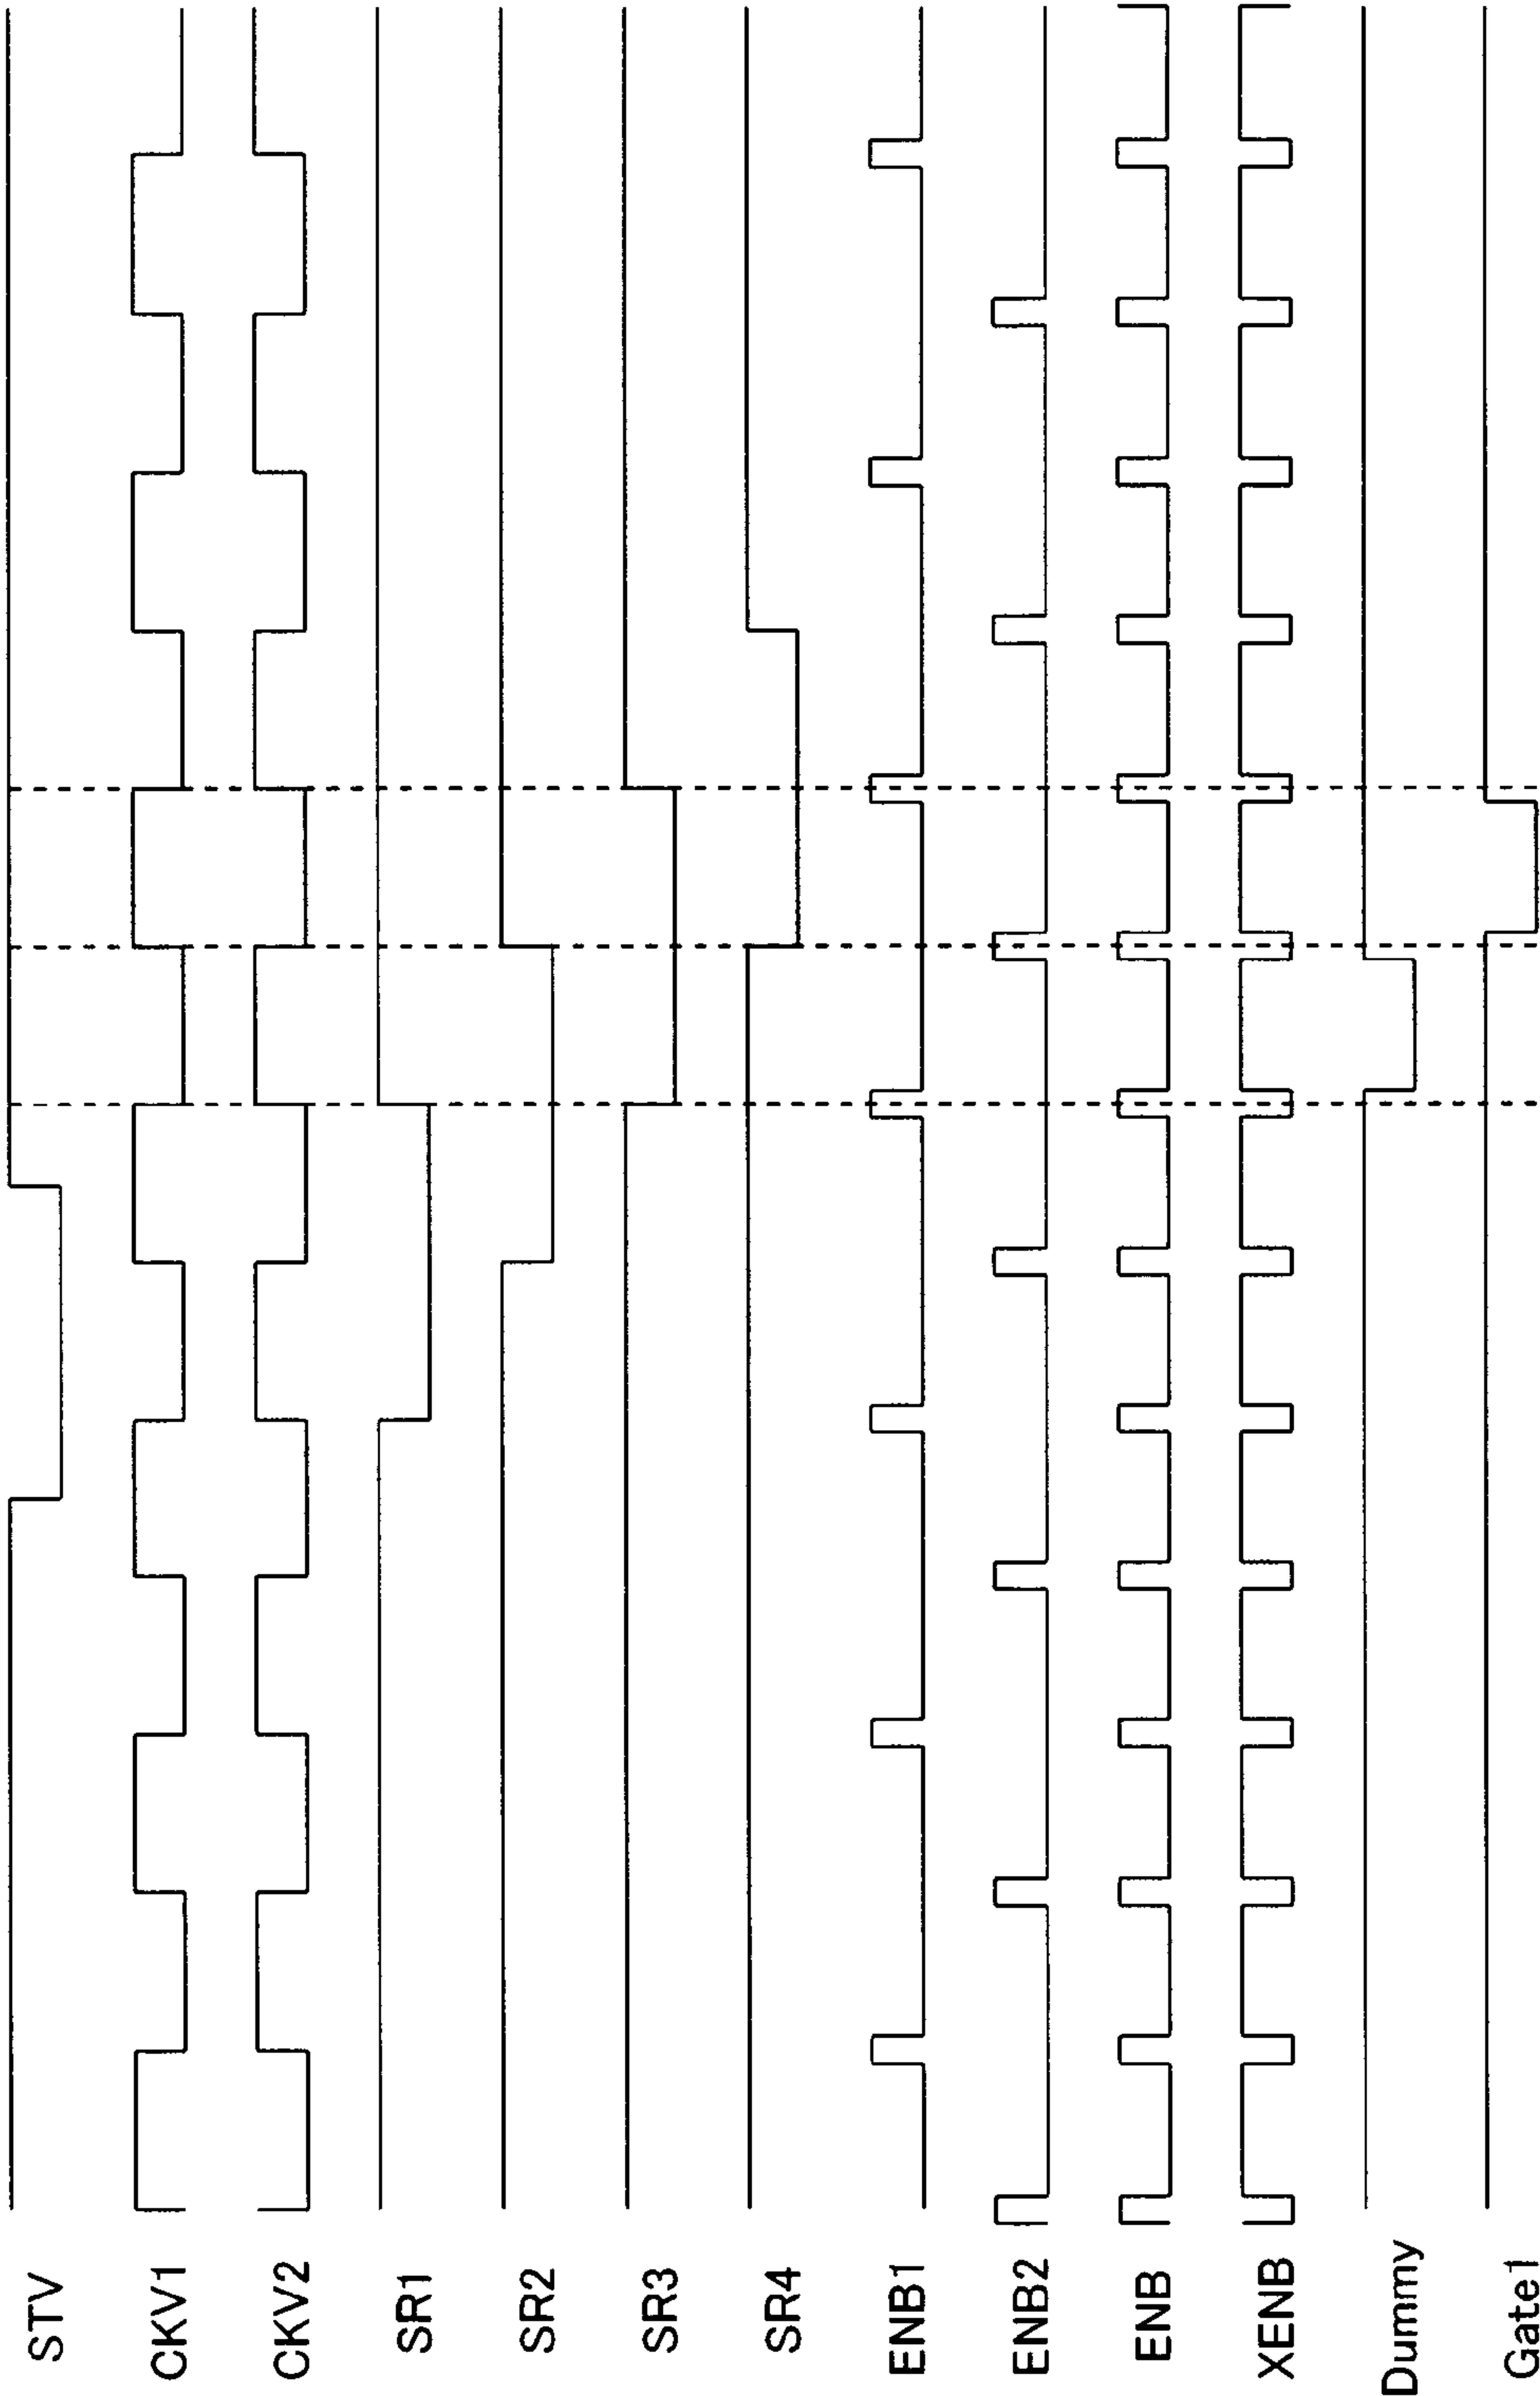 STV
CKV1
CKV2
SR1
SR2
SR3
SR4
ENB1
ENB2
ENB
XENB
Dummy
Gate1